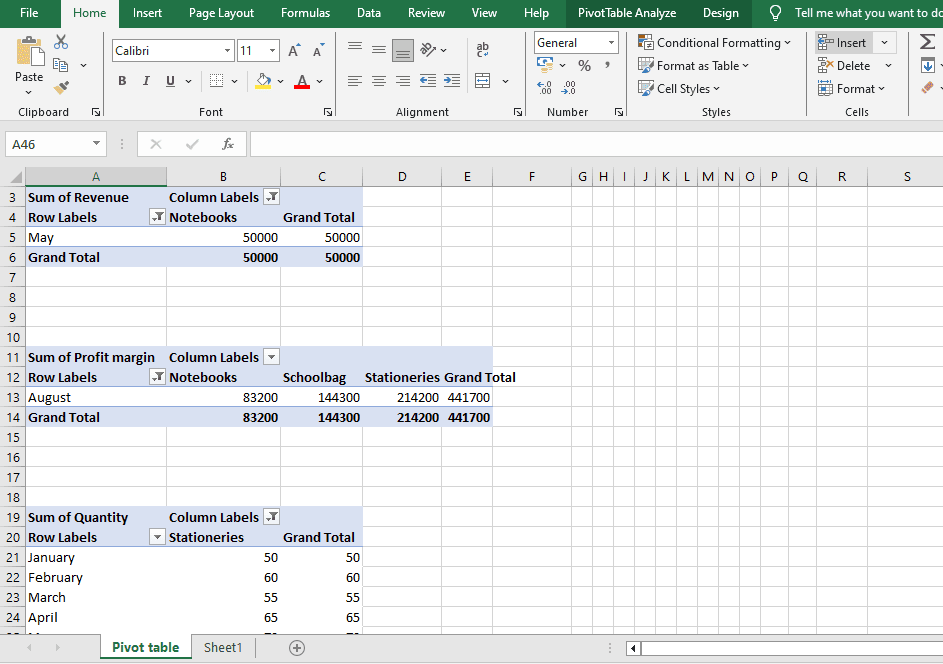 File Home Insert Page Layout Formulas Data Review View Help PivotTable Analyze Design Tell me what you want to do
Calibri 11 General Conditional Formatting Insert
Paste B I U A ab % , Format as Table Delete
Cell Styles Format
Clipboard Font Alignment Number Styles Cells
A46 fx
A B C D E F G H I J K L M N O P Q R S
3 Sum of Revenue Column Labels
4 Row Labels Notebooks Grand Total
5 May 50000 50000
6 Grand Total 50000 50000
7
8
9
10
11 Sum of Profit margin Column Labels
12 Row Labels Notebooks Schoolbag Stationeries Grand Total
13 August 83200 144300 214200 441700
14 Grand Total 83200 144300 214200 441700
15
16
17
18
19 Sum of Quantity Column Labels
20 Row Labels Stationeries Grand Total
21 January 50 50
22 February 60 60
23 March 55 55
24 April 65 65
Pivot table Sheet1